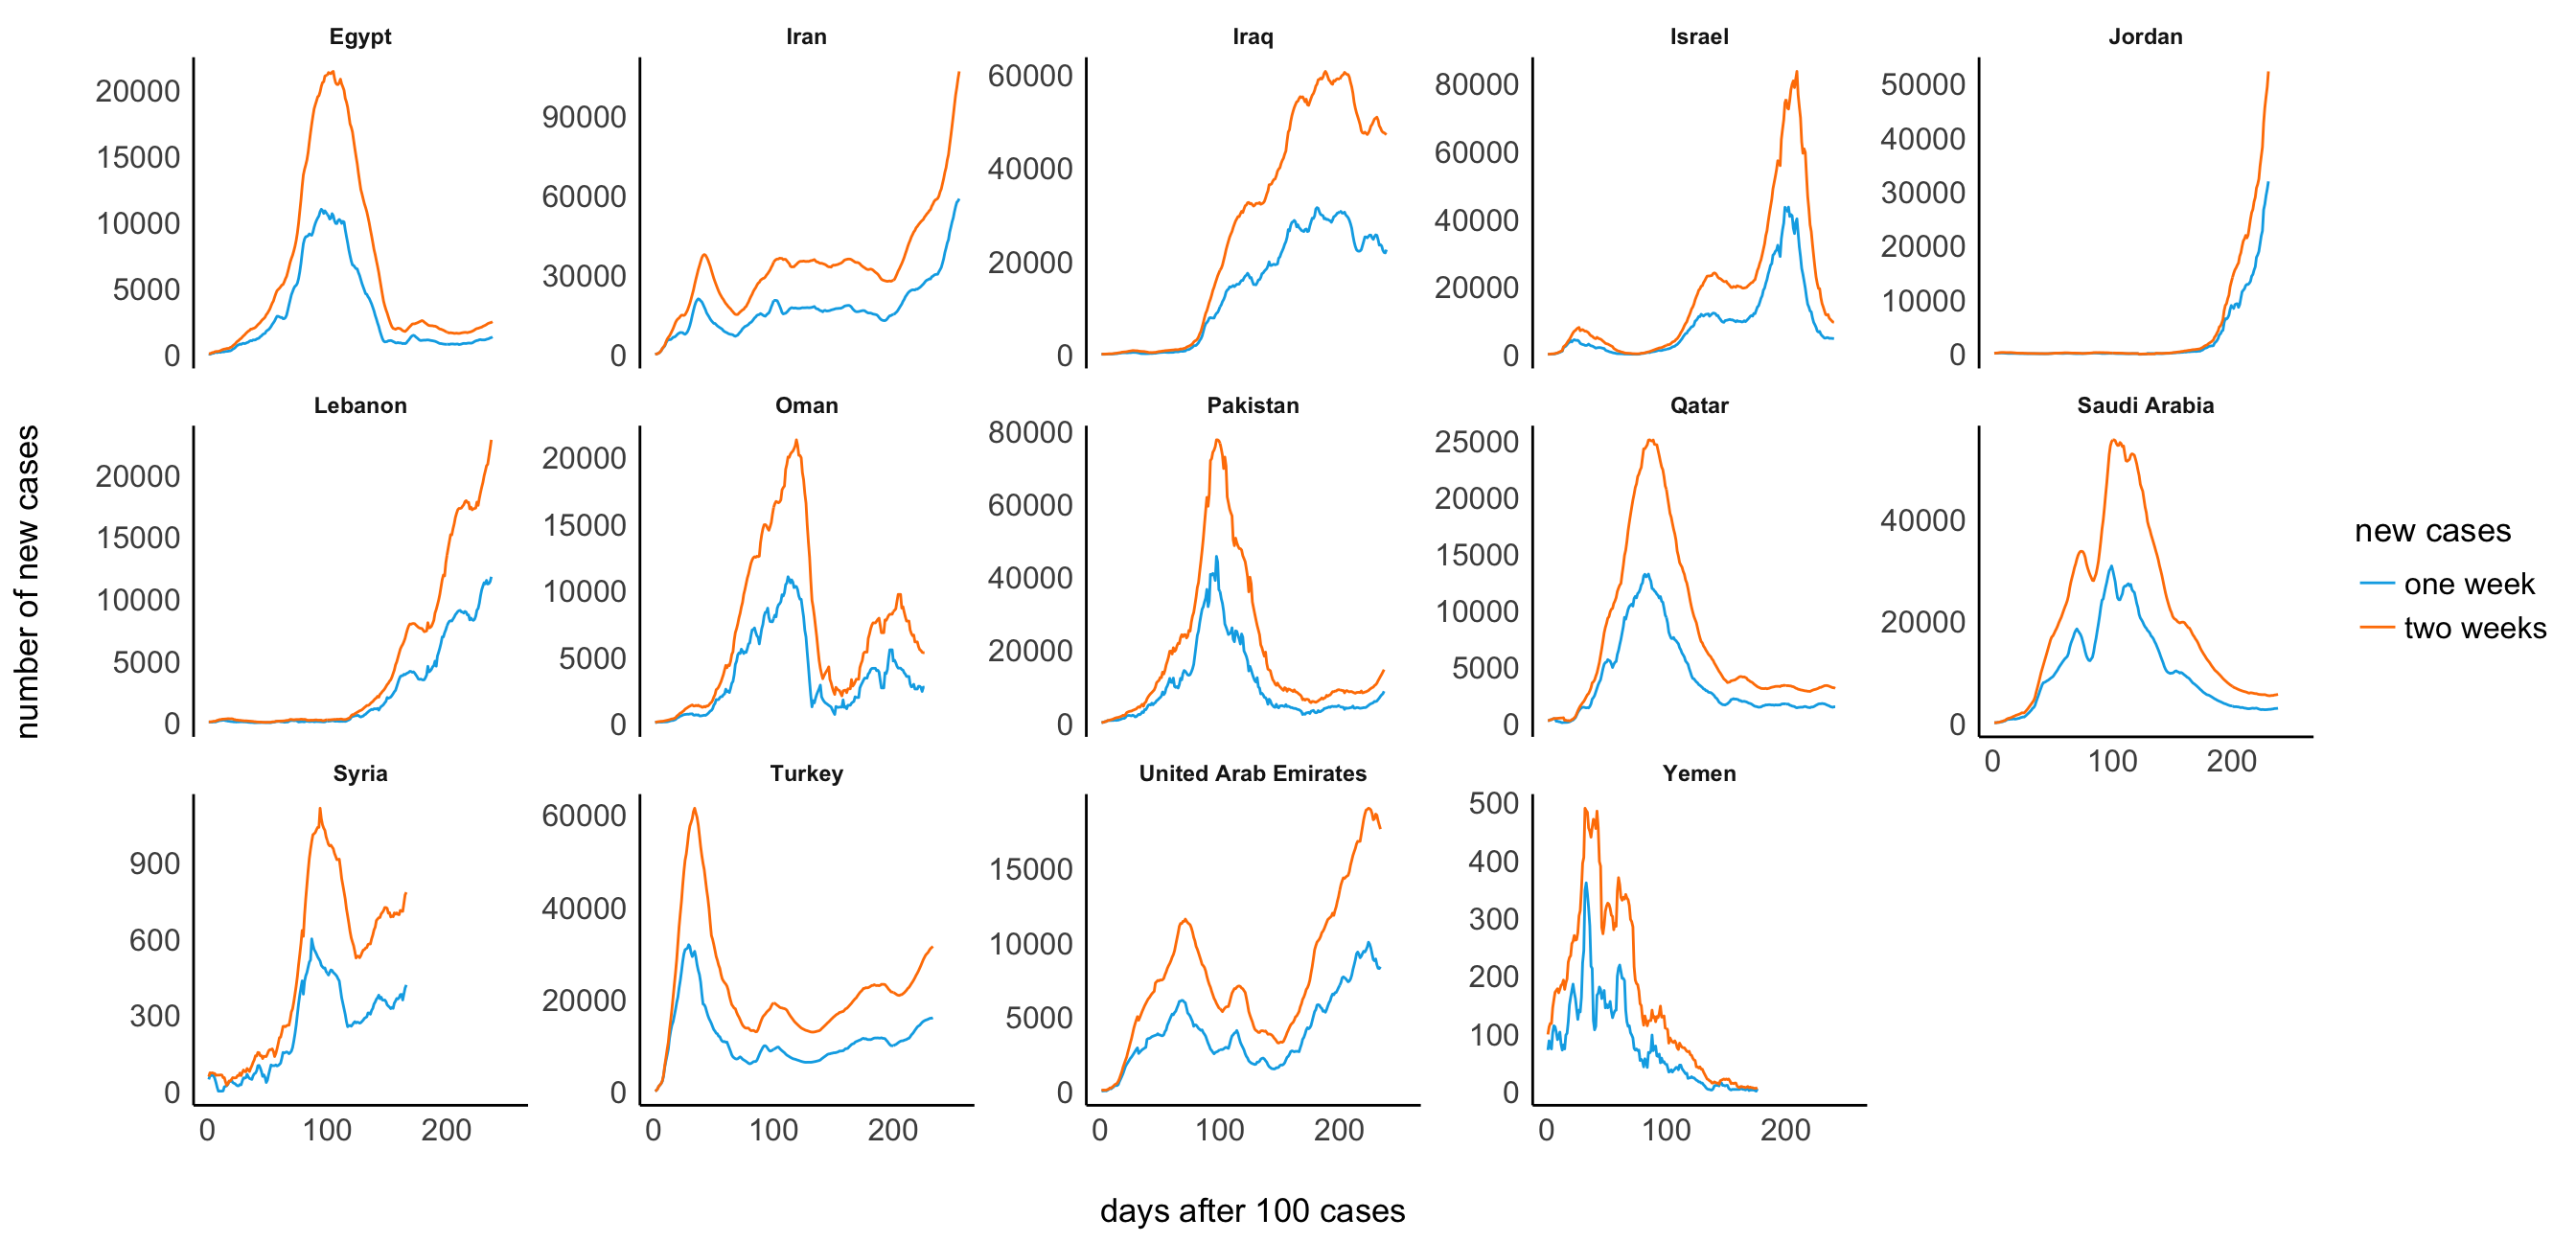 Egypt
20000
15000
10000
5000
0
Iran
90000
60000
30000
0
Iraq
60000
40000
20000
0
Israel
80000
60000
40000
20000
0
Jordan
50000
40000
30000
20000
10000
0
Lebanon
20000
15000
10000
5000
0
Oman
20000
15000
10000
5000
0
Pakistan
80000
60000
40000
20000
0
Qatar
25000
20000
15000
10000
5000
0
Saudi Arabia
40000
20000
0
0 100 200
Syria
900
600
300
0
0 100 200
Turkey
60000
40000
20000
0
0 100 200
United Arab Emirates
15000
10000
5000
0
0 100 200
Yemen
500
400
300
200
100
0
0 100 200
number of new cases
days after 100 cases
new cases
one week
two weeks